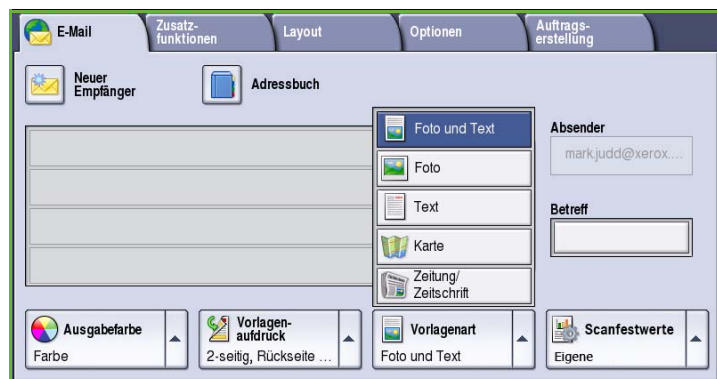 E-Mail
Zusatz-
funktionen
Layout
Optionen
Auftrags-
erstellung
Neuer
Empfänger
Adressbuch
Foto und Text
Foto
Text
Karte
Zeitung/
Zeitschrift
Absender
mark.judd@xerox....
Betreff
Ausgabefarbe
Farbe
Vorlagen-
aufdruck
2-seitig, Rückseite ...
Vorlagenart
Foto und Text
Scanfestwerte
Eigene